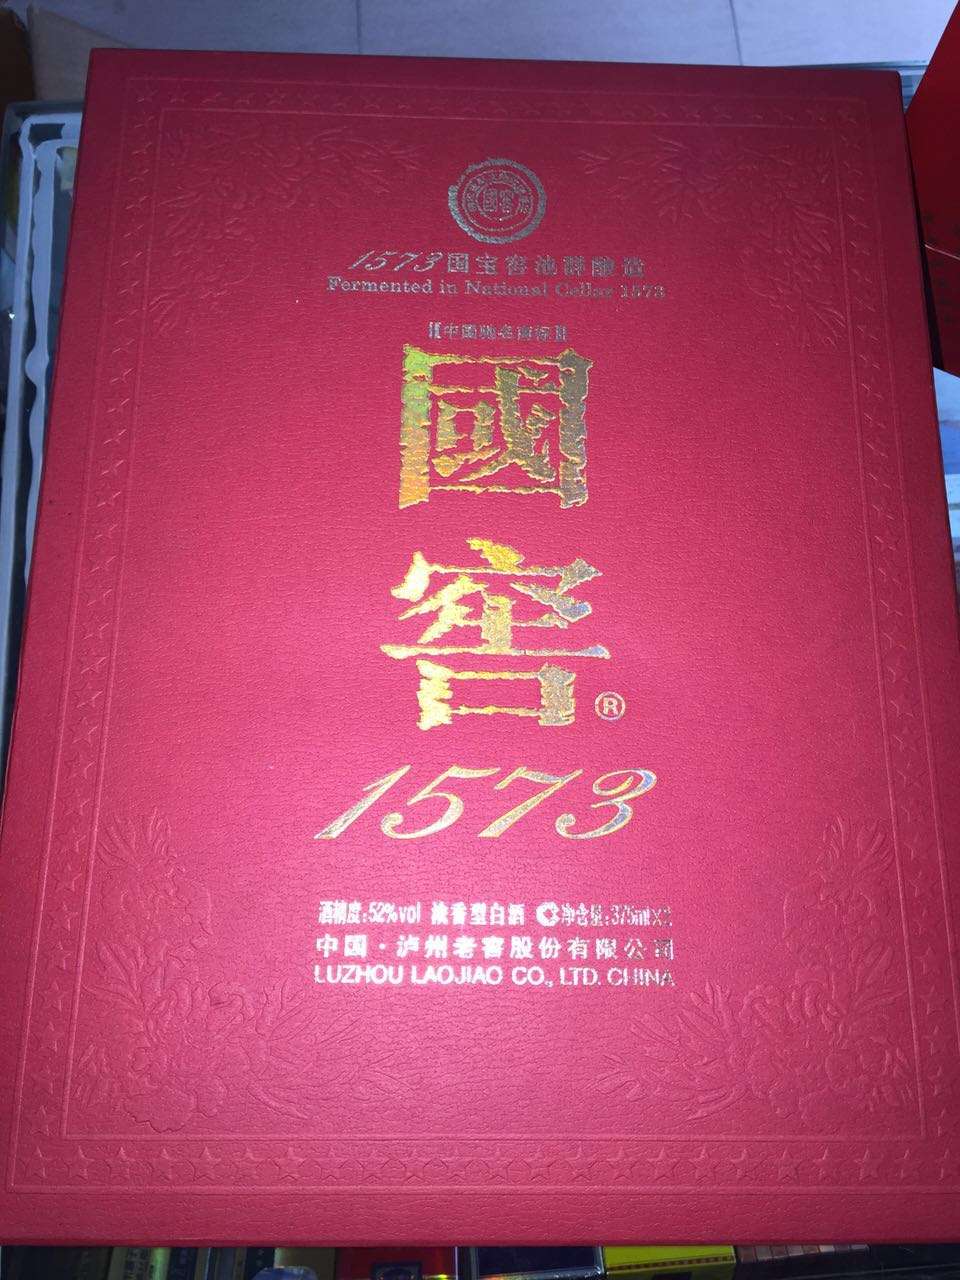 1573国宝窖池群酿造
Fermented in National Cellar 1573
中国驰名商标
國
窖
®
1573
酒精度:52%vol 浓香型白酒 净含量:375ml×2
中国·泸州老窖股份有限公司
LUZHOU LAOJIAO CO., LTD. CHINA